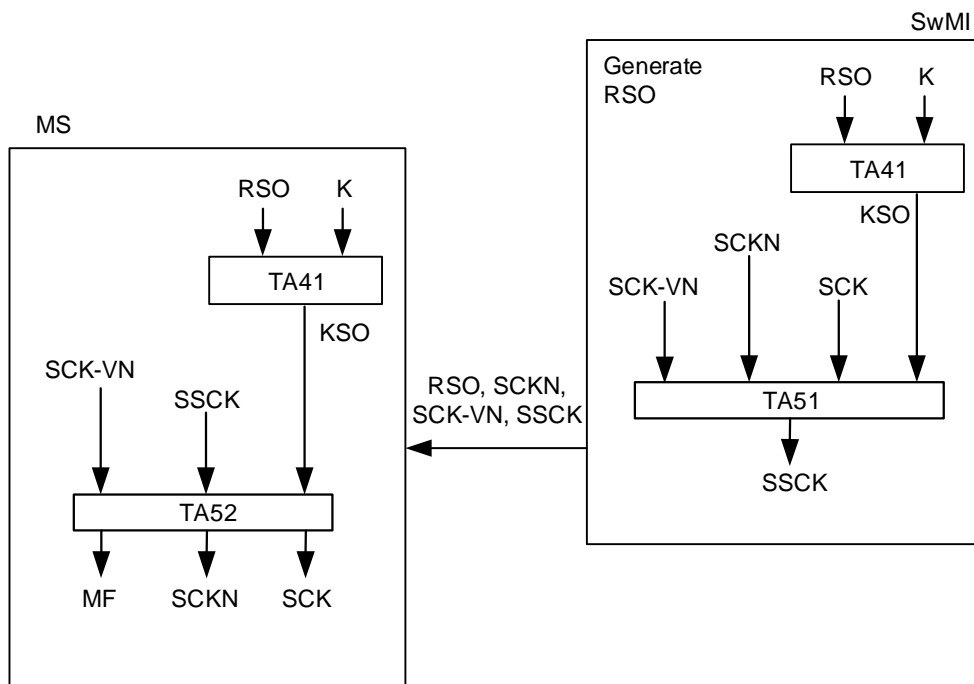 SwMI
Generate
RSO
RSO K
TA41
KSO
SCKN
SCK-VN SCK
TA51
SSCK
MS
RSO K
TA41
KSO
SCK-VN
SSCK
TA52
MF SCKN SCK
RSO, SCKN,
SCK-VN, SSCK